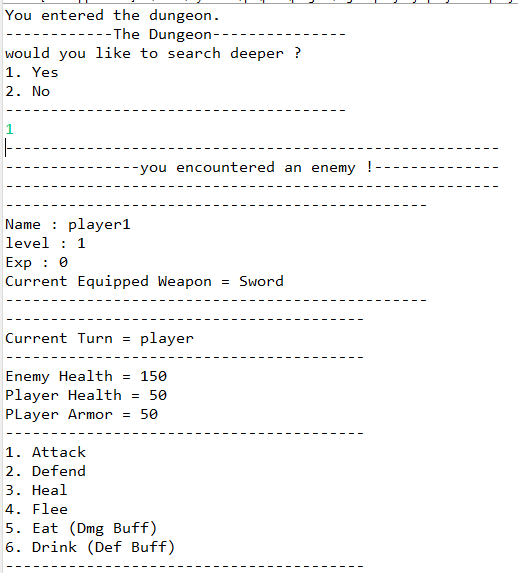 You entered the dungeon.
------------The Dungeon---------------
would you like to search deeper ?
1. Yes
2. No
--------------------------------------
1
-------------------------------------------------------
---------------you encountered an enemy !--------------
-------------------------------------------------------
-----------------------------------------------
Name : player1
level : 1
Exp : 0
Current Equipped Weapon = Sword
-----------------------------------------------
----------------------------------------
Current Turn = player
----------------------------------------
Enemy Health = 150
Player Health = 50
PLayer Armor = 50
----------------------------------------
1. Attack
2. Defend
3. Heal
4. Flee
5. Eat (Dmg Buff)
6. Drink (Def Buff)
----------------------------------------